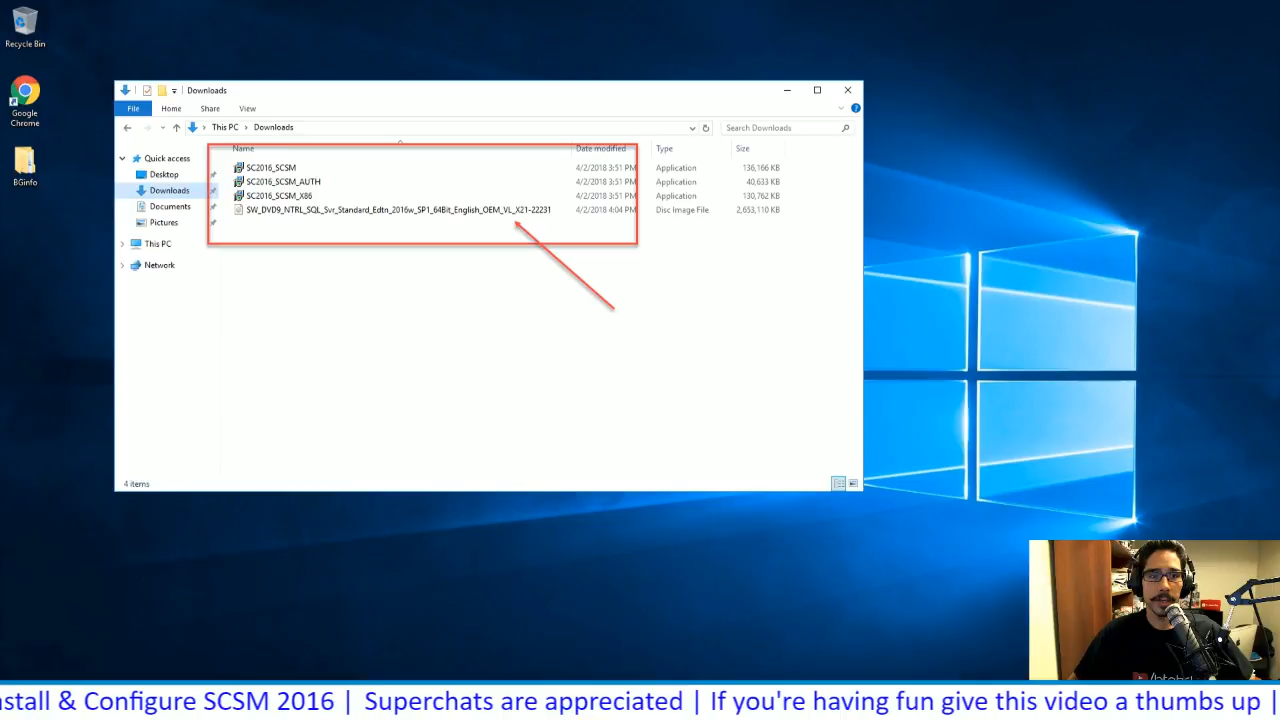 Recycle Bin
Google
Chrome
BGinfo
Downloads
File Home Share View
This PC Downloads
Search Downloads
Name Date modified Type Size
Quick access
Desktop
Downloads
Documents
Pictures
This PC
Network
SC2016_SCSM 4/2/2018 3:51 PM Application 136,166 KB
SC2016_SCSM_AUTH 4/2/2018 3:51 PM Application 40,633 KB
SC2016_SCSM_X86 4/2/2018 3:51 PM Application 130,762 KB
SW_DVD9_NTRL_SQL_Svr_Standard_Edtn_2016w_SP1_64Bit_English_OEM_VL_X21-22231 4/2/2018 4:04 PM Disc Image File 2,653,110 KB
4 items
nstall & Configure SCSM 2016 | Superchats are appreciated | If you're having fun give this video a thumbs up |